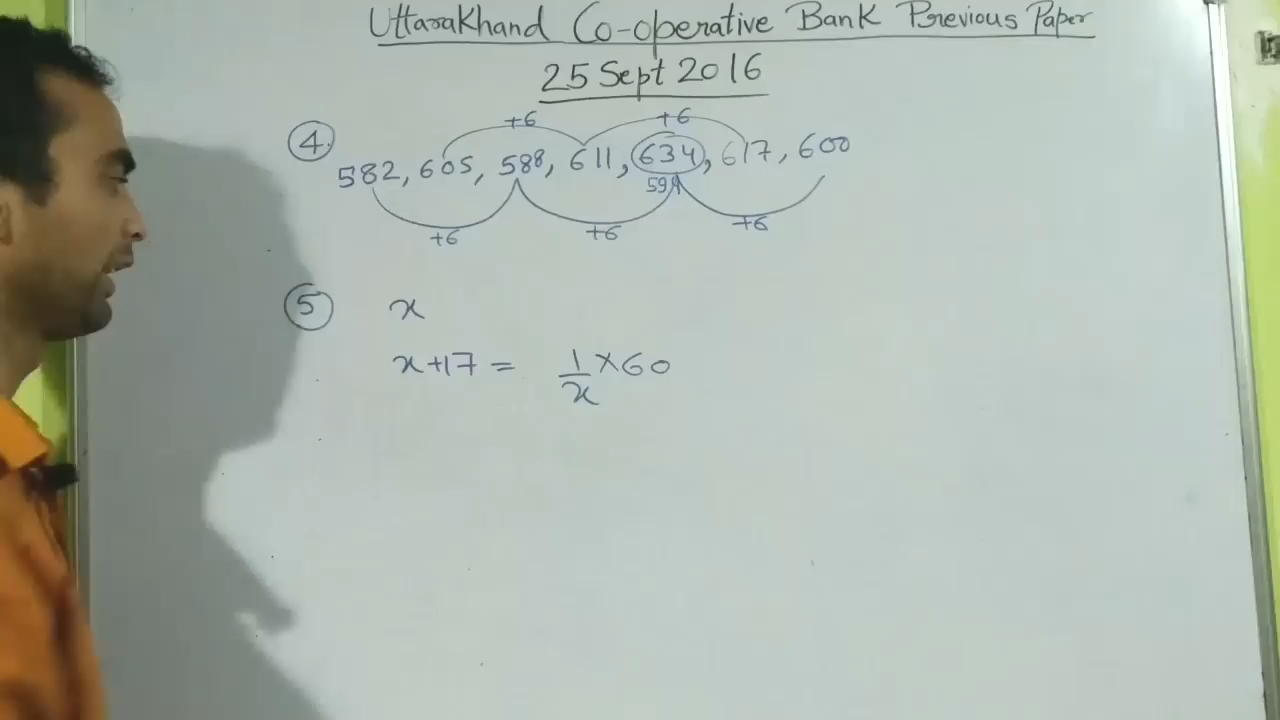 Uttarakhand Co-operative Bank Previous Paper
25 Sept 2016
+6 +6
4. 582, 605, 588, 611, 634, 617, 600
594
+6 +6 +6
5 x
x+17 = 1/x × 60